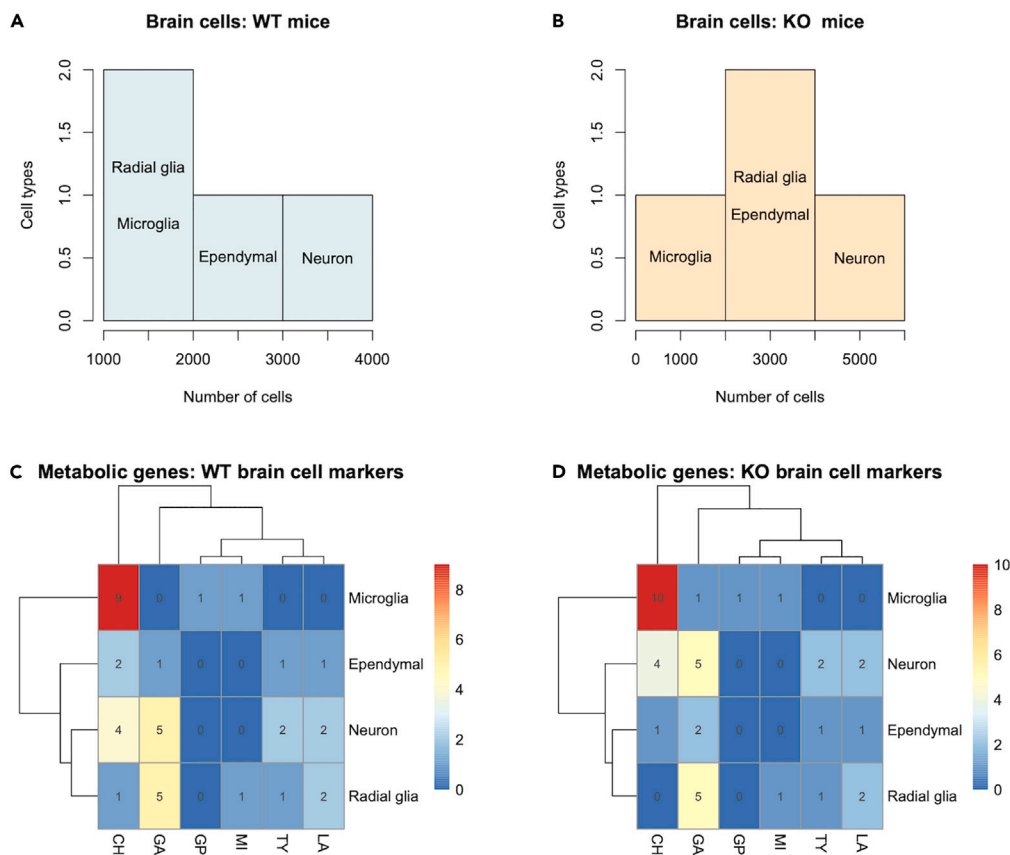 A
Brain cells: WT mice
2.0
1.5
1.0
0.5
0.0
Cell types
Radial glia
Microglia
Ependymal
Neuron
1000
2000
3000
4000
Number of cells
B
Brain cells: KO mice
2.0
1.5
1.0
0.5
0.0
Cell types
Radial glia
Ependymal
Microglia
Neuron
0
1000
3000
5000
Number of cells
C Metabolic genes: WT brain cell markers
9 0 1 1 0 0 Microglia
2 1 0 0 1 1 Ependymal
4 5 0 0 2 2 Neuron
1 5 0 1 1 2 Radial glia
CH GA GP MI TY LA
8
6
4
2
0
D Metabolic genes: KO brain cell markers
10 1 1 1 0 0 Microglia
4 5 0 0 2 2 Neuron
1 2 0 0 1 1 Ependymal
0 5 0 1 1 2 Radial glia
CH GA GP MI TY LA
10
8
6
4
2
0